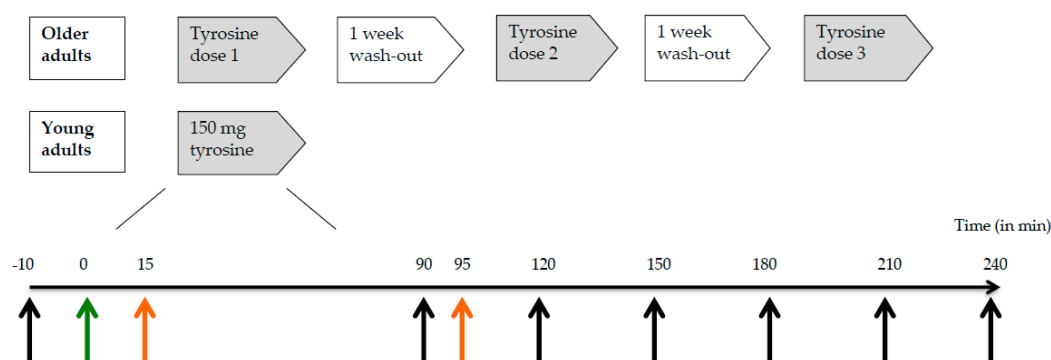 Older
adults
Tyrosine
dose 1
1 week
wash-out
Tyrosine
dose 2
1 week
wash-out
Tyrosine
dose 3
Young
adults
150 mg
tyrosine
Time (in min)
-10 0 15 90 95 120 150 180 210 240